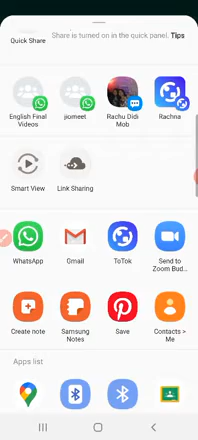 Quick Share
Share is turned on in the quick panel. Tips
English Final
Videos
jiomeet
Rachu Didi
Mob
Rachna
Smart View
Link Sharing
WhatsApp
Gmail
ToTok
Send to
Zoom Bud...
Create note
Samsung
Notes
Save
Contacts >
Me
Apps list